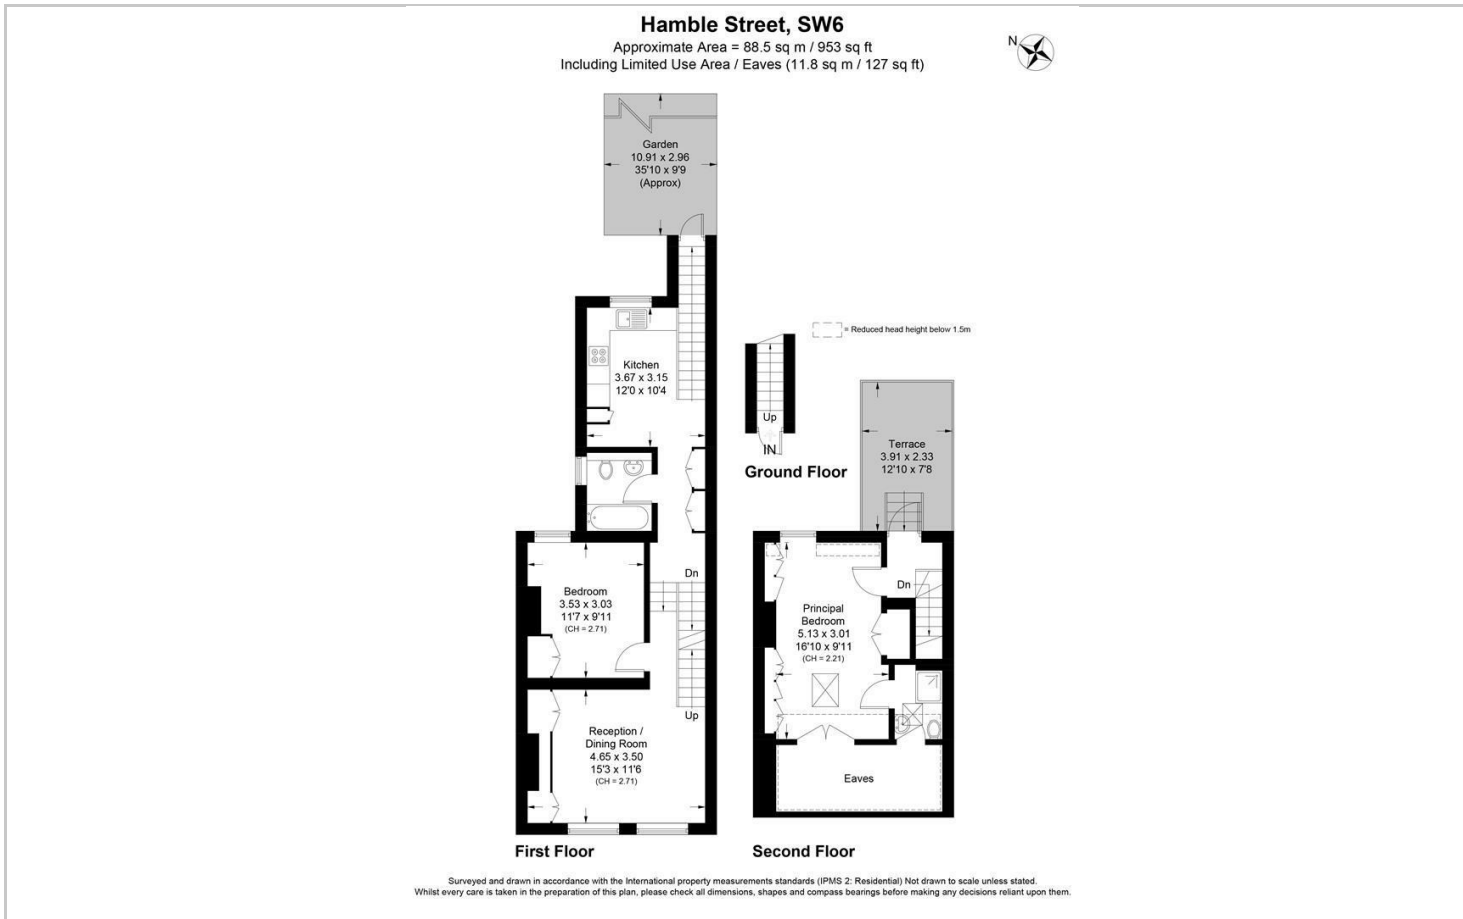 Hamble Street, SW6
Approximate Area = 88.5 sq m / 953 sq ft
Including Limited Use Area / Eaves (11.8 sq m / 127 sq ft)
N
Garden
10.91 x 2.96
35'10 x 9'9
(Approx)
= Reduced head height below 1.5m
Kitchen
3.67 x 3.15
12'0 x 10'4
Up
IN
Ground Floor
Terrace
3.91 x 2.33
12'10 x 7'8
Dn
Bedroom
3.53 x 3.03
11'7 x 9'11
(CH = 2.71)
Up
Reception /
Dining Room
4.65 x 3.50
15'3 x 11'6
(CH = 2.71)
First Floor
Dn
Principal
Bedroom
5.13 x 3.01
16'10 x 9'11
(CH = 2.21)
Eaves
Second Floor
Surveyed and drawn in accordance with the International property measurements standards (IPMS 2: Residential) Not drawn to scale unless stated.
Whilst every care is taken in the preparation of this plan, please check all dimensions, shapes and compass bearings before making any decisions reliant upon them.